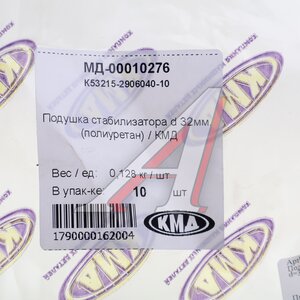 МД-00010276
К53215-2906040-10
Подушка стабилизатора d 32мм
(полиуретан) / КМД
Вес / ед: 0.128 кг / шт
В упак-ке: 10 шт
1790000162004
КМД